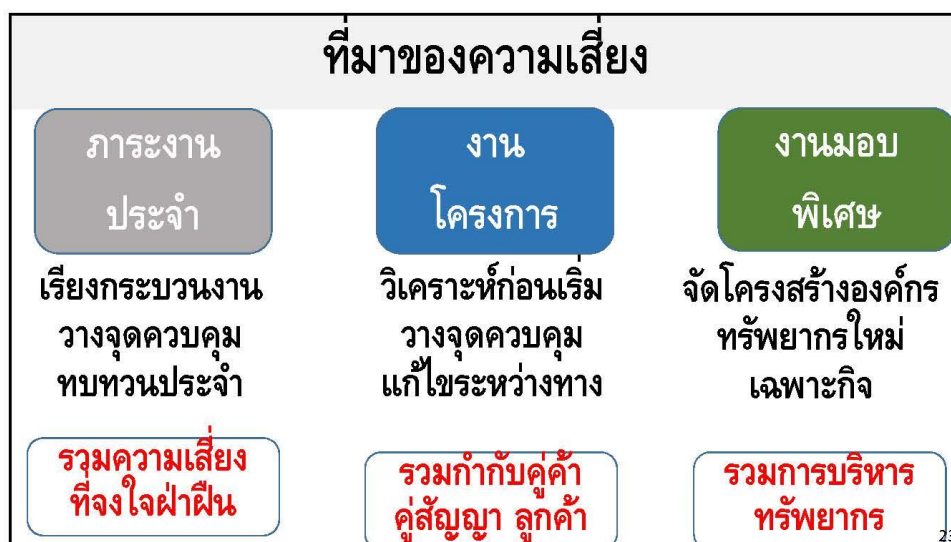 ที่มาของความเสี่ยง
ภาระงาน
ประจำ
เรียงกระบวนงาน
วางจุดควบคุม
ทบทวนประจำ
รวมความเสี่ยง
ที่จงใจฝ่าฝืน
งาน
โครงการ
วิเคราะห์ก่อนเริ่ม
วางจุดควบคุม
แก้ไขระหว่างทาง
รวมกำกับคู่ค้า
คู่สัญญา ลูกค้า
งานมอบ
พิเศษ
จัดโครงสร้างองค์กร
ทรัพยากรใหม่
เฉพาะกิจ
รวมการบริหาร
ทรัพยากร